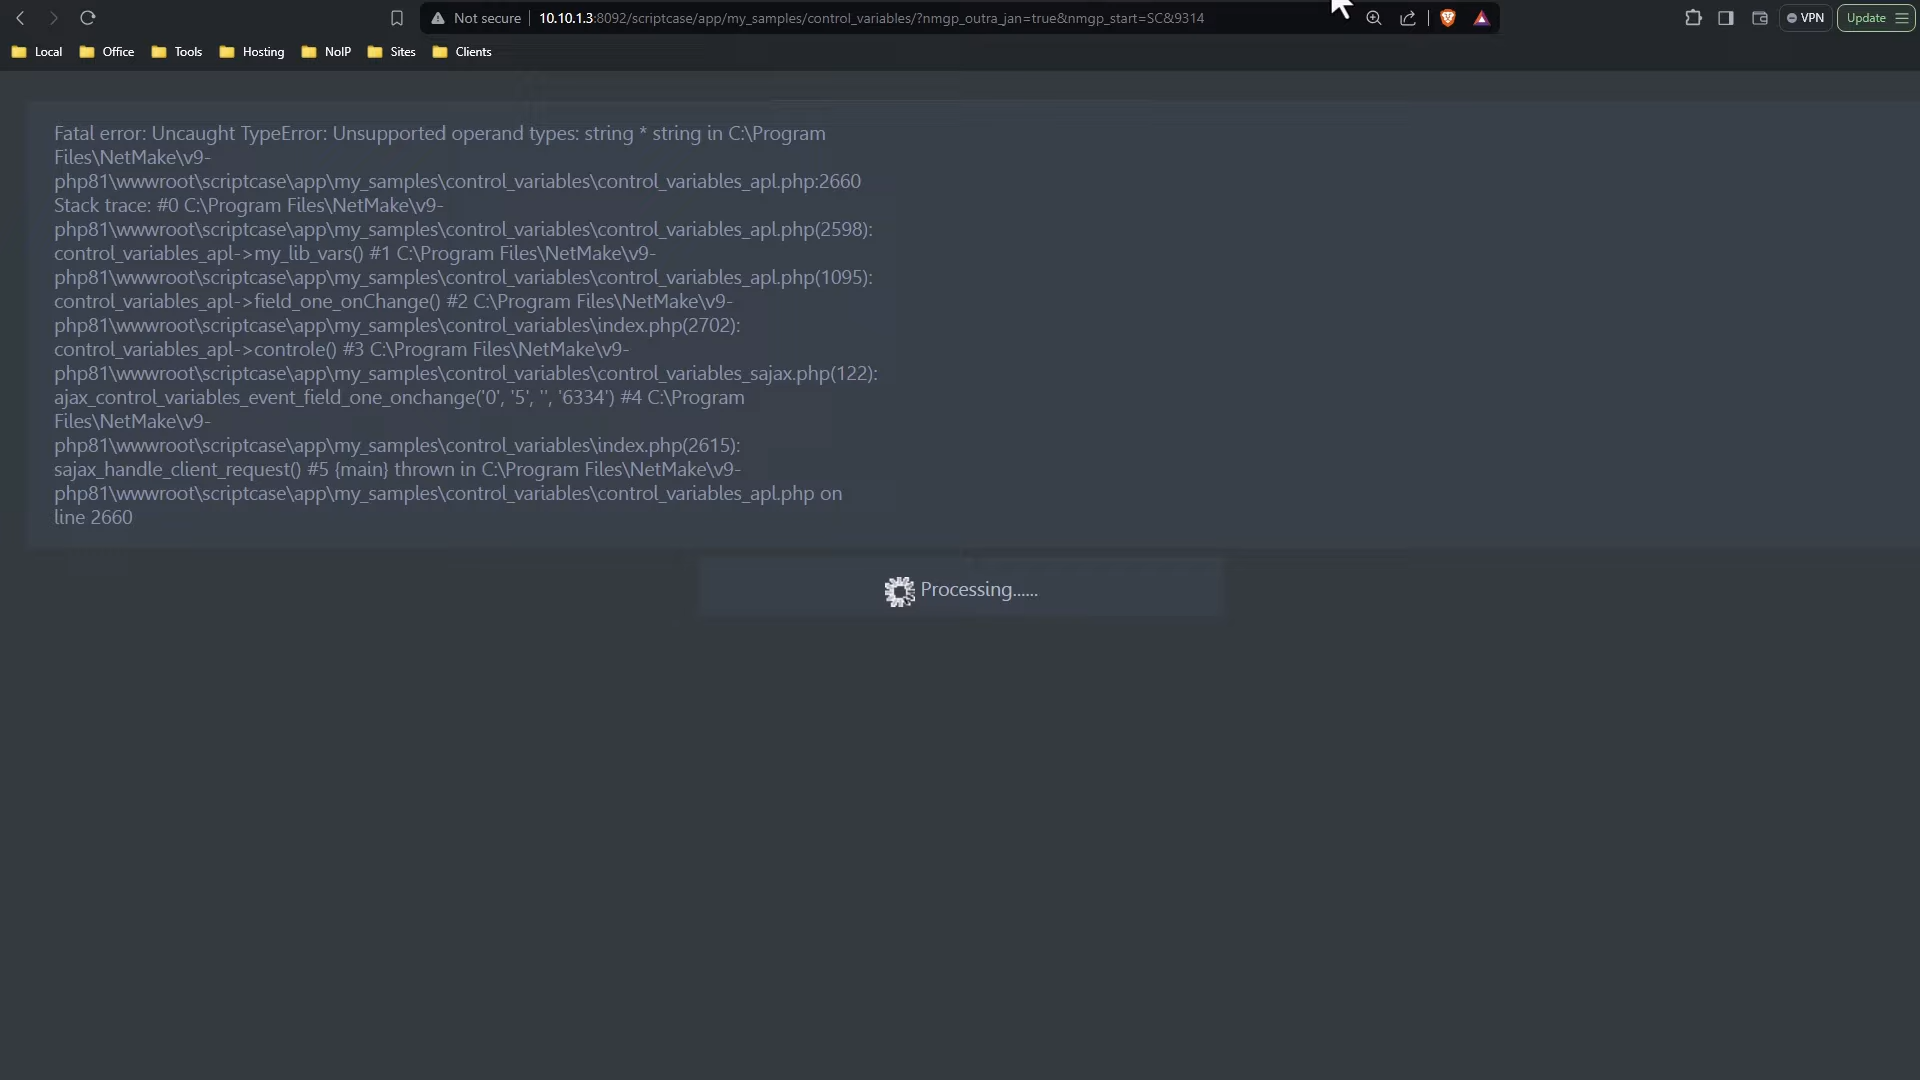 Not secure 10.10.1.3:8092/scriptcase/app/my_samples/control_variables/?nmgp_outra_jan=true&nmgp_start=SC&9314 VPN Update
Local Office Tools Hosting NoIP Sites Clients
Fatal error: Uncaught TypeError: Unsupported operand types: string * string in C:\Program
Files\NetMake\v9-
php81\wwwroot\scriptcase\app\my_samples\control_variables\control_variables_apl.php:2660
Stack trace: #0 C:\Program Files\NetMake\v9-
php81\wwwroot\scriptcase\app\my_samples\control_variables\control_variables_apl.php(2598):
control_variables_apl->my_lib_vars() #1 C:\Program Files\NetMake\v9-
php81\wwwroot\scriptcase\app\my_samples\control_variables\control_variables_apl.php(1095):
control_variables_apl->field_one_onChange() #2 C:\Program Files\NetMake\v9-
php81\wwwroot\scriptcase\app\my_samples\control_variables\index.php(2702):
control_variables_apl->controle() #3 C:\Program Files\NetMake\v9-
php81\wwwroot\scriptcase\app\my_samples\control_variables\control_variables_sajax.php(122):
ajax_control_variables_event_field_one_onchange('0', '5', '', '6334') #4 C:\Program
Files\NetMake\v9-
php81\wwwroot\scriptcase\app\my_samples\control_variables\index.php(2615):
sajax_handle_client_request() #5 {main} thrown in C:\Program Files\NetMake\v9-
php81\wwwroot\scriptcase\app\my_samples\control_variables\control_variables_apl.php on
line 2660
Processing......